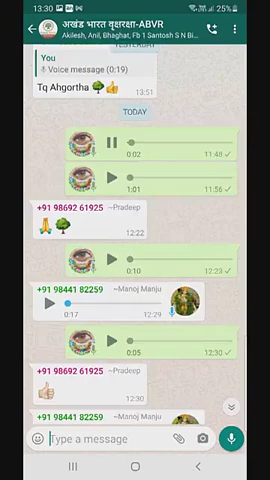 13:30 25%
अखंड भारत वृक्षरक्षा-ABVR
Akilesh, Anil, Bhaghat, Fb 1 Santosh S N Bi...
YESTERDAY
You
Voice message (0:19)
Tq Ahgortha 🌳👍
13:51
TODAY
0:02 11:48
1:01 11:56
+91 98692 61925 ~Pradeep
🙏🌳
12:22
0:10 12:23
+91 98441 82259 ~Manoj Manju
0:17 12:29
0:05 12:30
+91 98692 61925 ~Pradeep
👍🏼
12:30
+91 98441 82259 ~Manoj Manju
Type a message